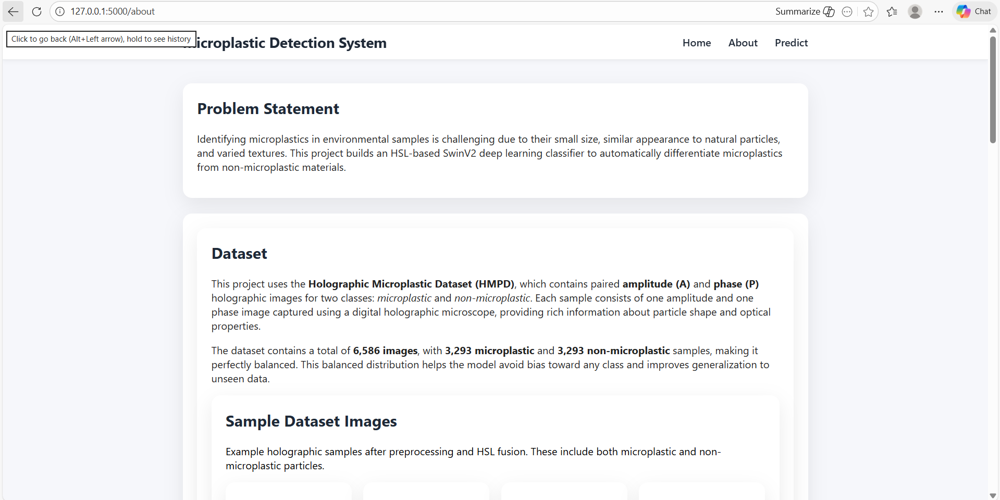 127.0.0.1:5000/about
Summarize
Chat
Click to go back (Alt+Left arrow), hold to see history
icroplastic Detection System
Home
About
Predict
Problem Statement
Identifying microplastics in environmental samples is challenging due to their small size, similar appearance to natural particles,
and varied textures. This project builds an HSL-based SwinV2 deep learning classifier to automatically differentiate microplastics
from non-microplastic materials.
Dataset
This project uses the Holographic Microplastic Dataset (HMPD), which contains paired amplitude (A) and phase (P)
holographic images for two classes: microplastic and non-microplastic. Each sample consists of one amplitude and one
phase image captured using a digital holographic microscope, providing rich information about particle shape and optical
properties.
The dataset contains a total of 6,586 images, with 3,293 microplastic and 3,293 non-microplastic samples, making it
perfectly balanced. This balanced distribution helps the model avoid bias toward any class and improves generalization to
unseen data.
Sample Dataset Images
Example holographic samples after preprocessing and HSL fusion. These include both microplastic and non-
microplastic particles.